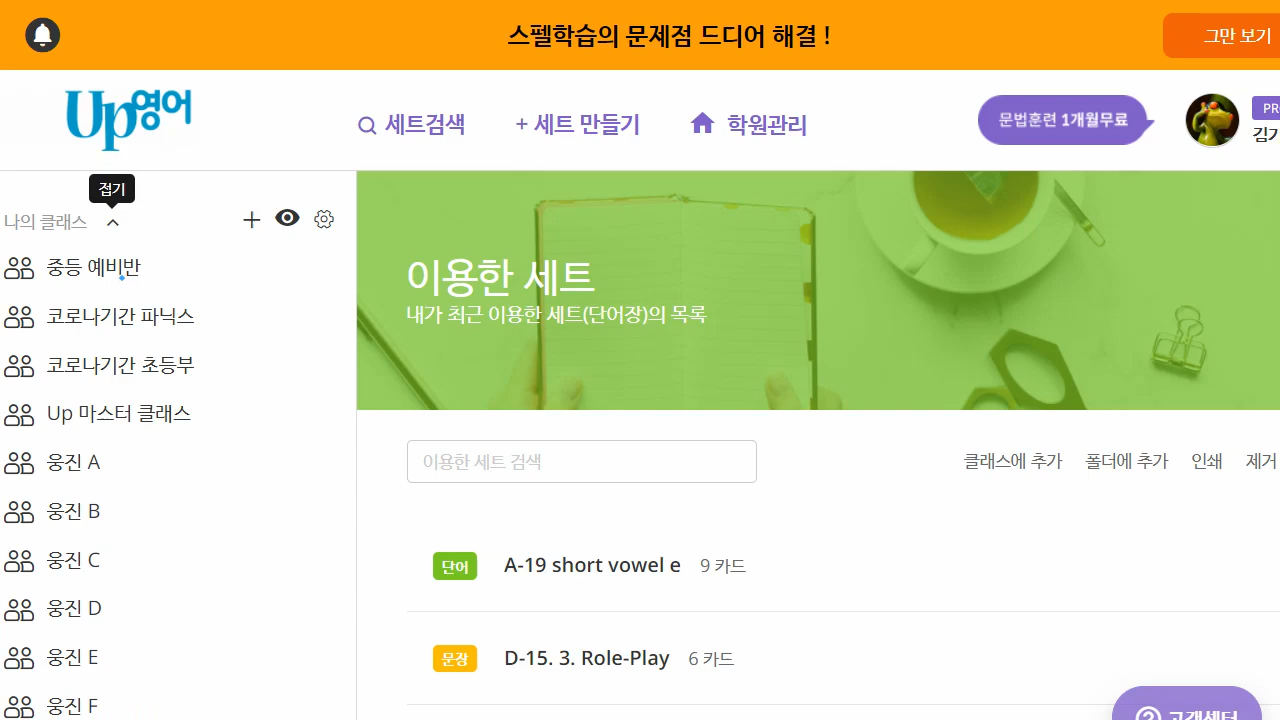 스펠학습의 문제점 드디어 해결 !
그만 보기
Up영어
세트검색
+ 세트 만들기
학원관리
문법훈련 1개월무료
접기
나의 클래스
중등 예비반
코로나기간 파닉스
코로나기간 초등부
Up 마스터 클래스
웅진 A
웅진 B
웅진 C
웅진 D
웅진 E
웅진 F
이용한 세트
내가 최근 이용한 세트(단어장)의 목록
이용한 세트 검색
클래스에 추가
폴더에 추가
인쇄
제거
단어 A-19 short vowel e 9 카드
문장 D-15. 3. Role-Play 6 카드
고객센터